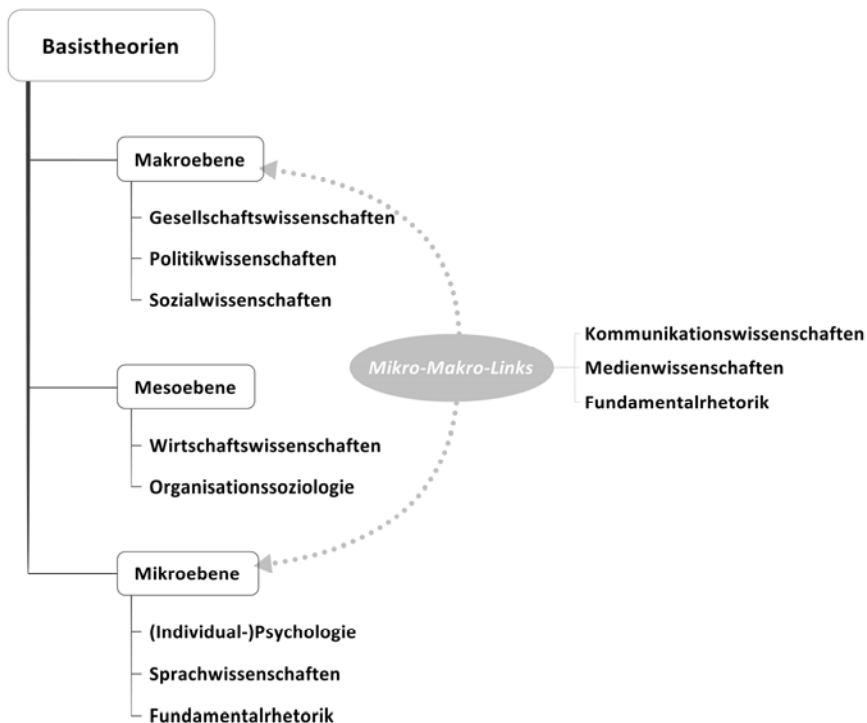 Basistheorien
Makroebene
Gesellschaftswissenschaften
Politikwissenschaften
Sozialwissenschaften
Mesoebene
Wirtschaftswissenschaften
Organisationssoziologie
Mikroebene
(Individual-)Psychologie
Sprachwissenschaften
Fundamentalrhetorik
Mikro-Makro-Links
Kommunikationswissenschaften
Medienwissenschaften
Fundamentalrhetorik